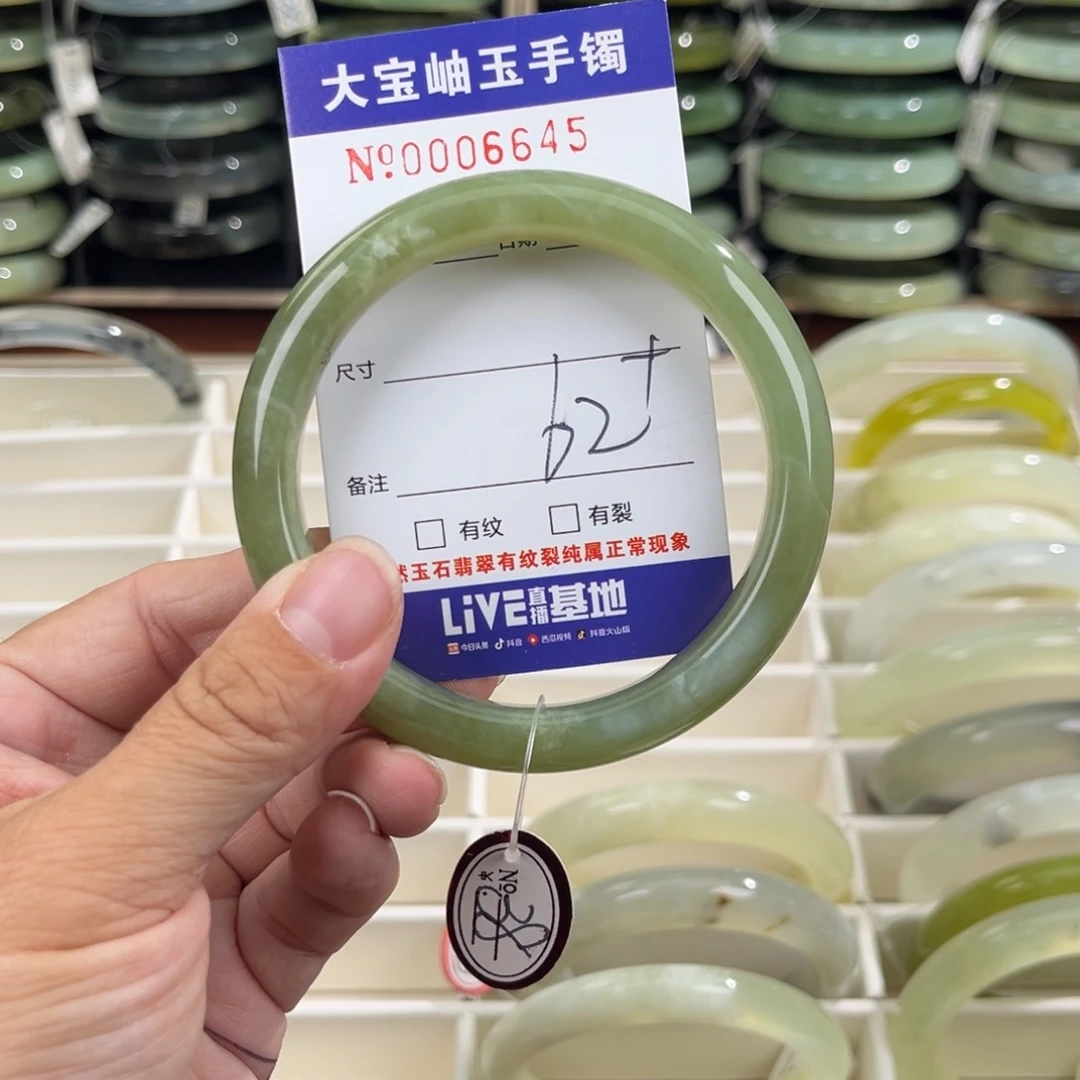 大宝岫玉手镯
Nº0006645
日期
尺寸
62+
备注
有纹 有裂
然玉石翡翠有纹裂纯属正常现象
LiVE直播基地
今日头条 抖音 西瓜视频 抖音火山版
No